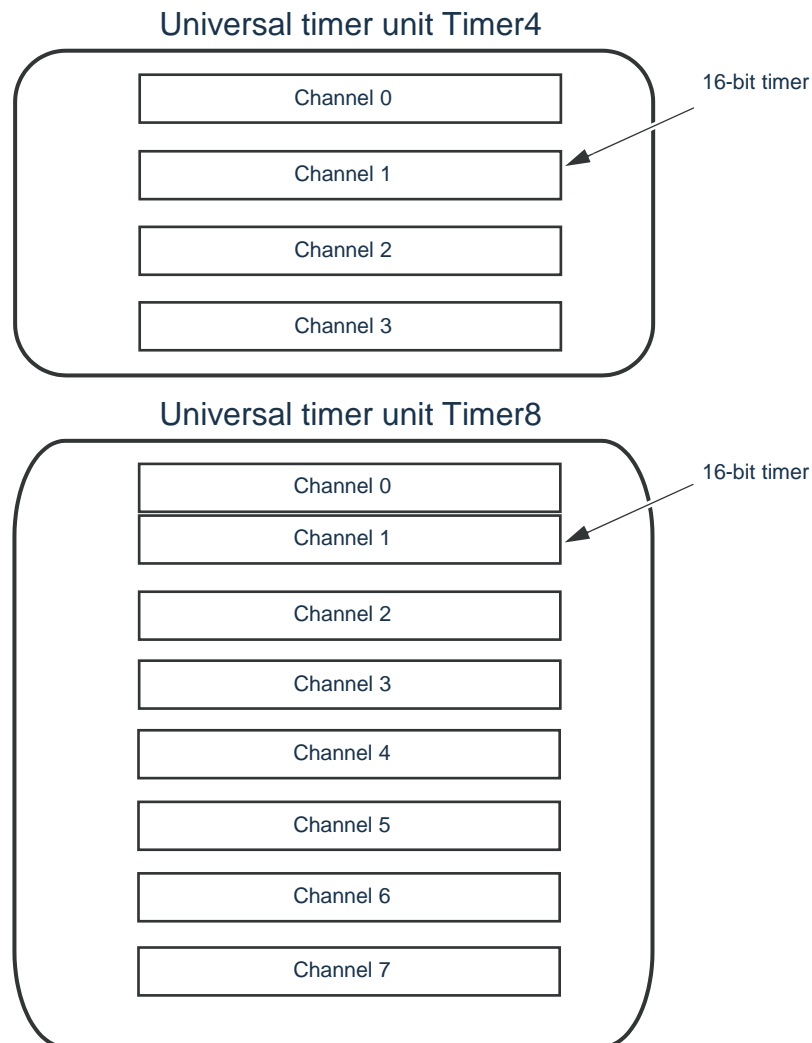 Universal timer unit Timer4
16-bit timer
Channel 0
Channel 1
Channel 2
Channel 3
Universal timer unit Timer8
16-bit timer
Channel 0
Channel 1
Channel 2
Channel 3
Channel 4
Channel 5
Channel 6
Channel 7